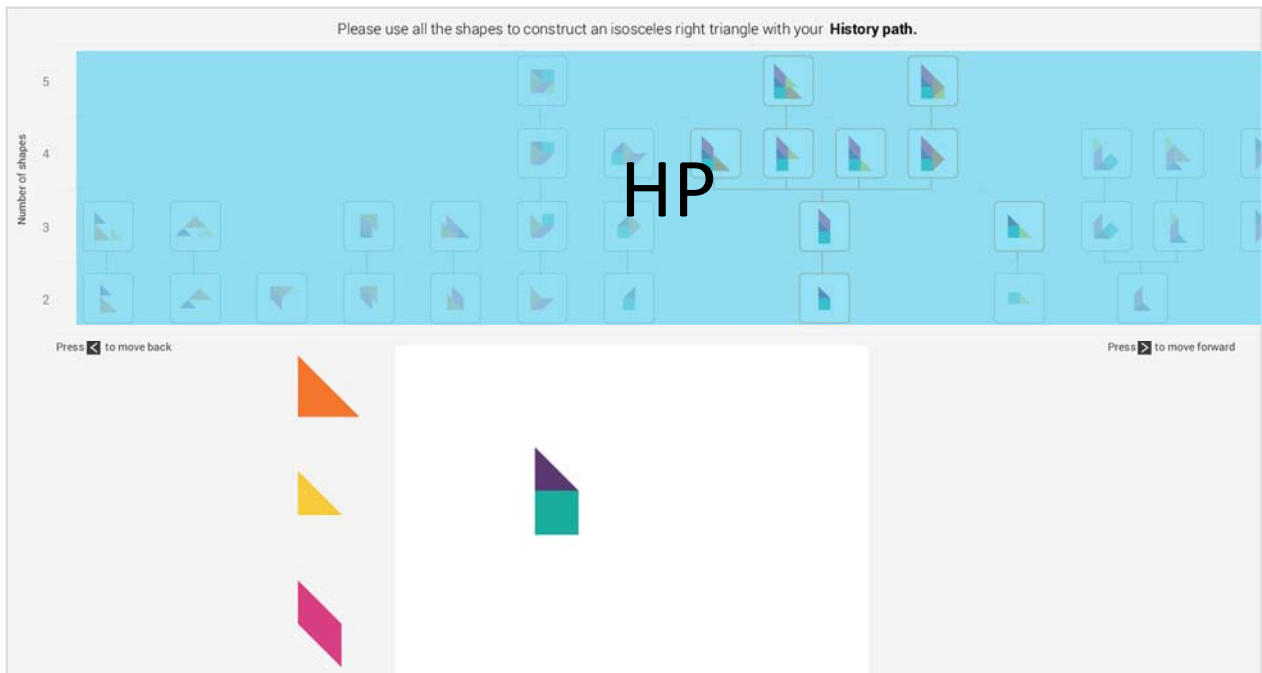 Please use all the shapes to construct an isosceles right triangle with your History path.
5
Number of shapes
4
HP
3
2
Press < to move back
Press > to move forward